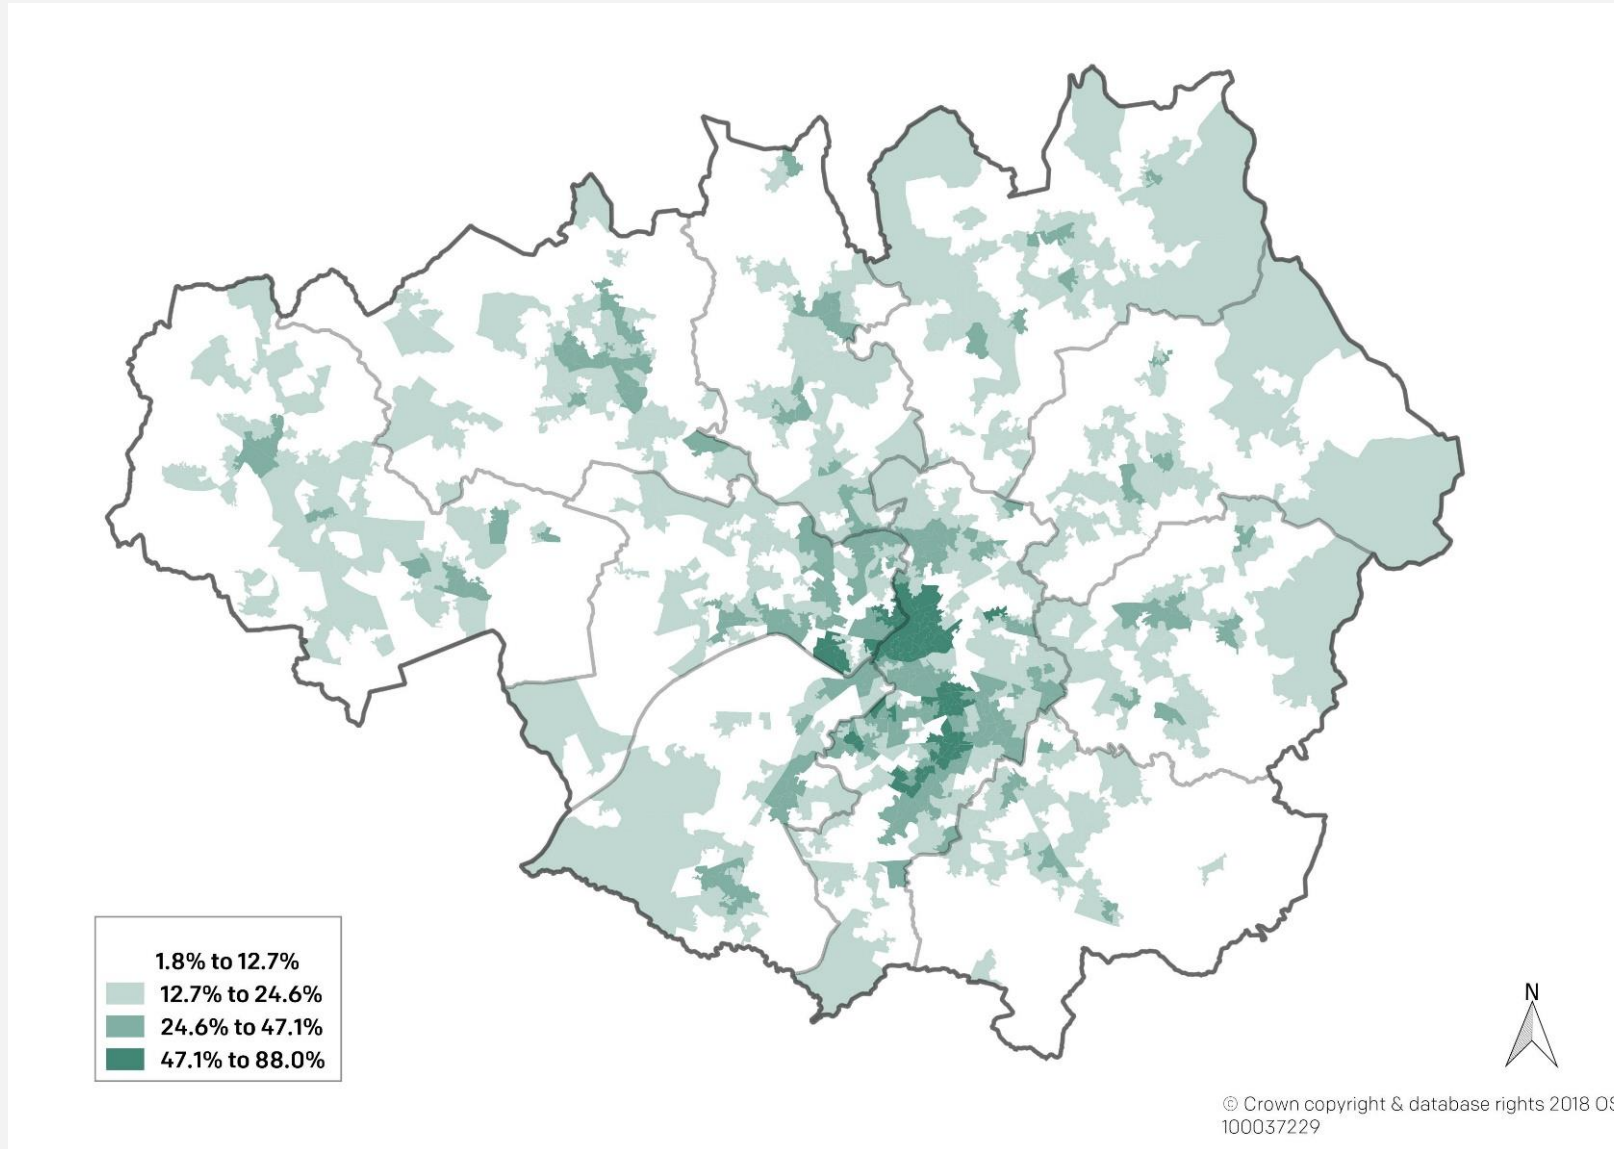 1.8% to 12.7%
12.7% to 24.6%
24.6% to 47.1%
47.1% to 88.0%
N
© Crown copyright & database rights 2018 OS
100037229